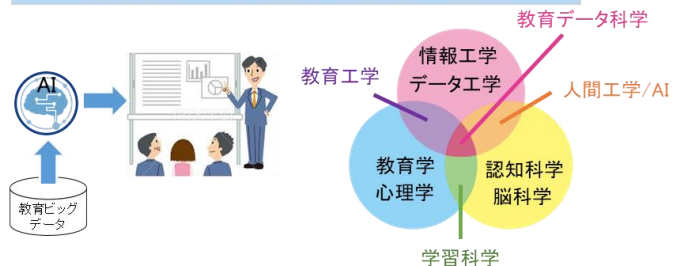 AI
教育ビッグ
データ
教育データ科学
教育工学
情報工学
データ工学
人間工学/AI
教育学
心理学
認知科学
脳科学
学習科学